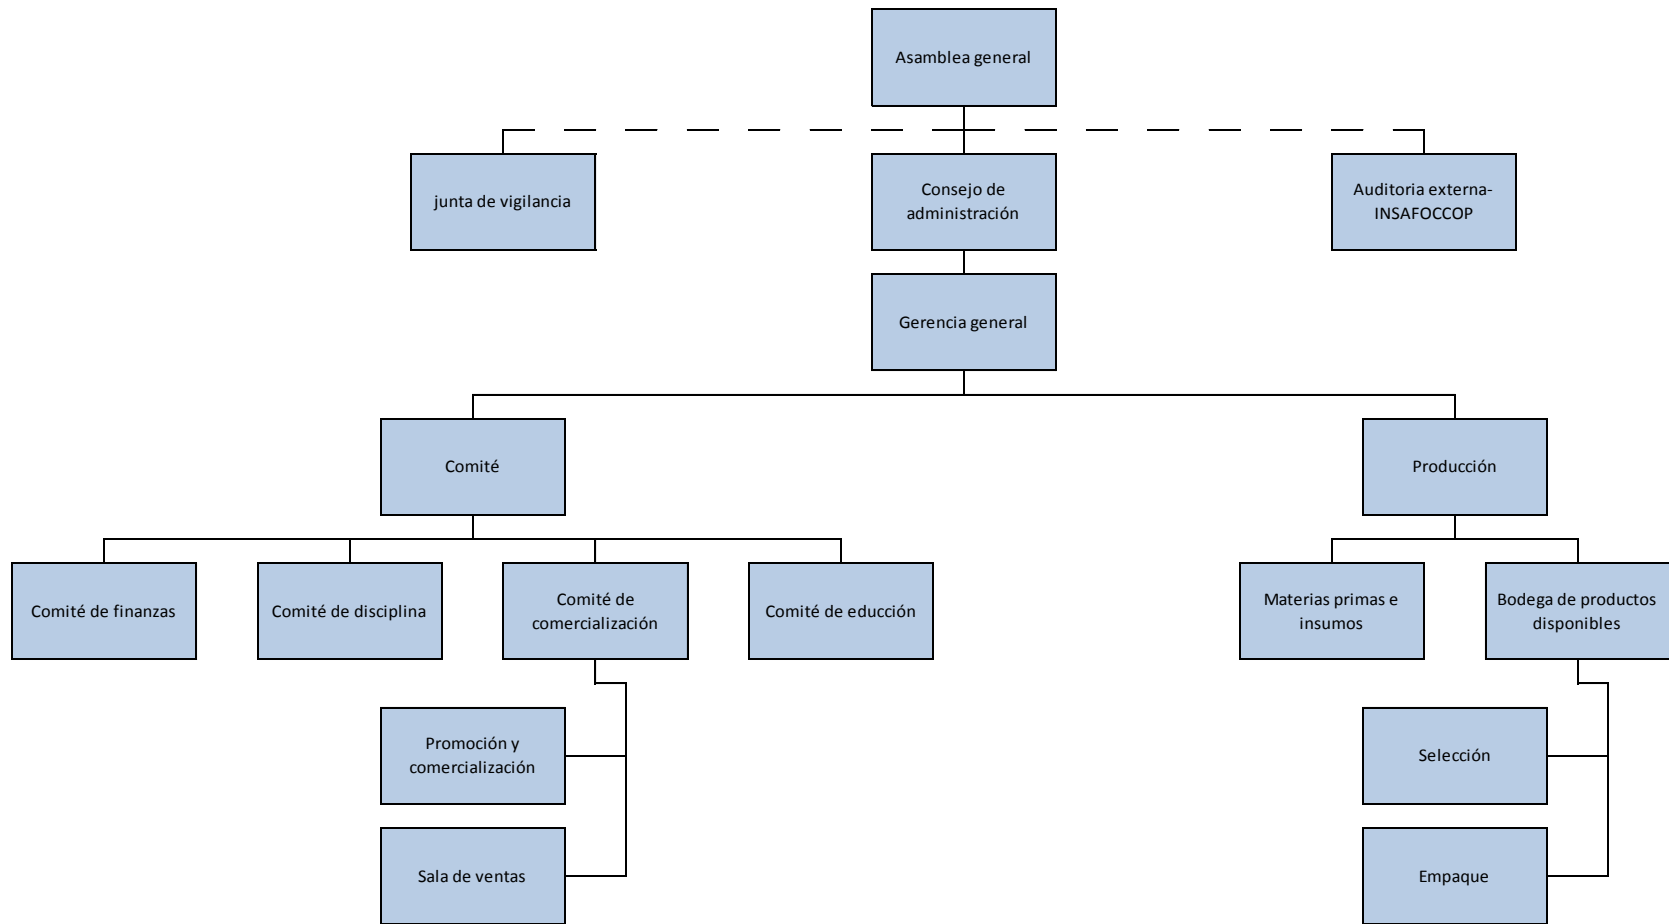 Asamblea general
junta de vigilancia
Consejo de
administración
Auditoria externa-
INSAFOCCOP
Gerencia general
Comité
Producción
Comité de finanzas
Comité de disciplina
Comité de
comercialización
Comité de educción
Materias primas e
insumos
Bodega de productos
disponibles
Promoción y
comercialización
Selección
Sala de ventas
Empaque